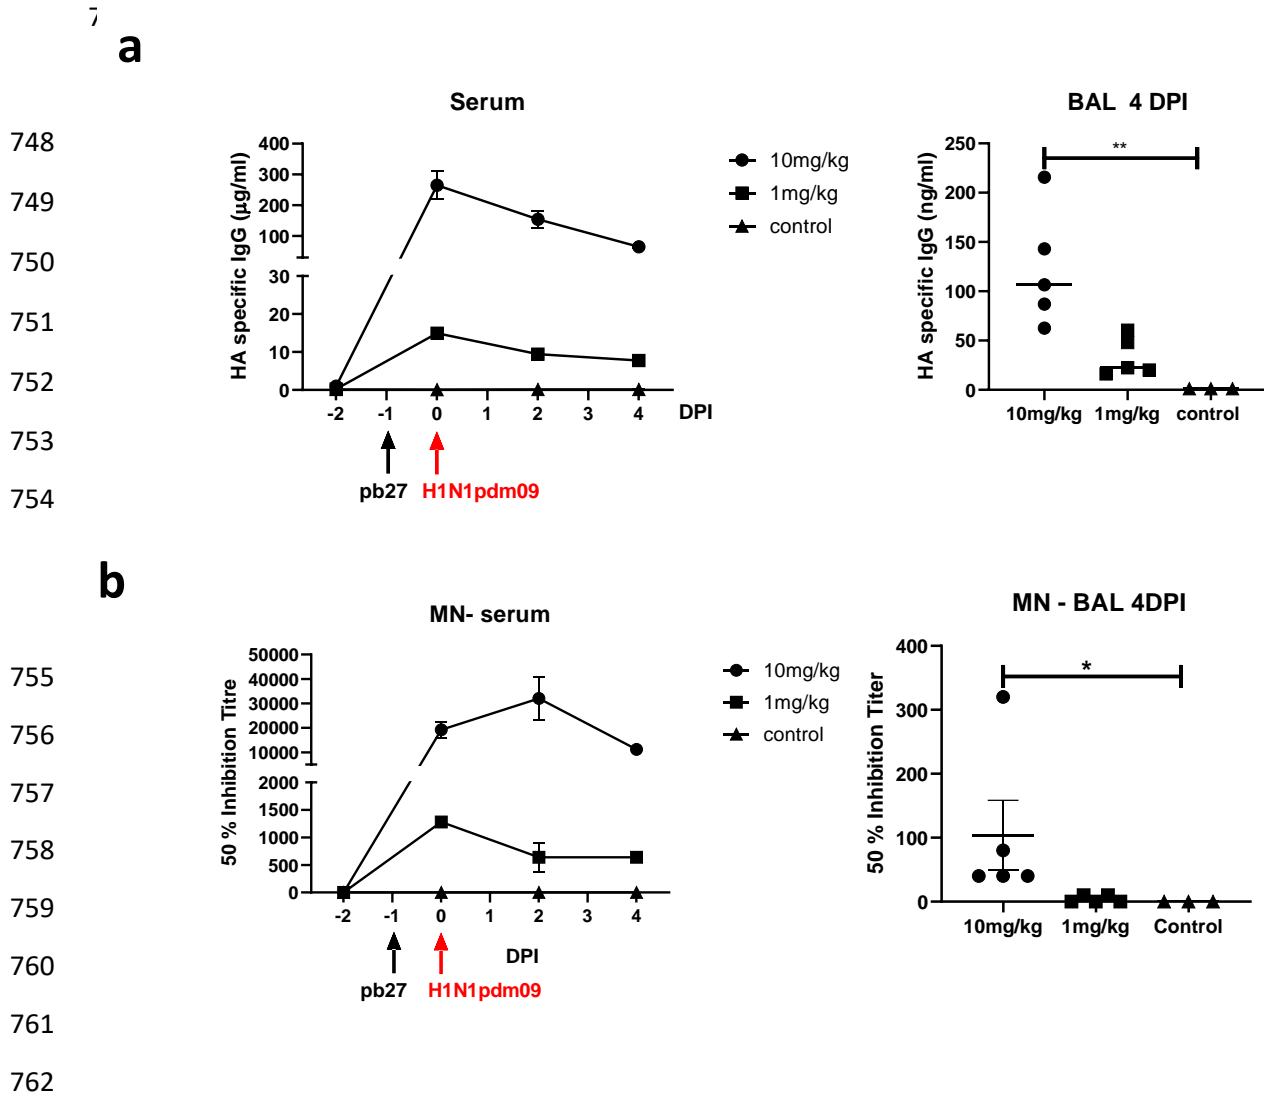 a
748
749
750
751
752
753
754
Serum
HA specific IgG (µg/ml)
400
300
200
100
30
20
10
0
-2 -1 0 1 2 3 4 DPI
pb27 H1N1pdm09
10mg/kg
1mg/kg
control
BAL 4 DPI
HA specific IgG (ng/ml)
250
200
150
100
50
0
**
10mg/kg 1mg/kg control
b
755
756
757
758
759
760
761
762
MN- serum
50 % Inhibition Titre
50000
40000
30000
20000
10000
2000
1500
1000
500
0
-2 -1 0 1 2 3 4
DPI
pb27 H1N1pdm09
10mg/kg
1mg/kg
control
MN - BAL 4DPI
50 % Inhibition Titer
400
300
200
100
0
*
10mg/kg 1mg/kg Control